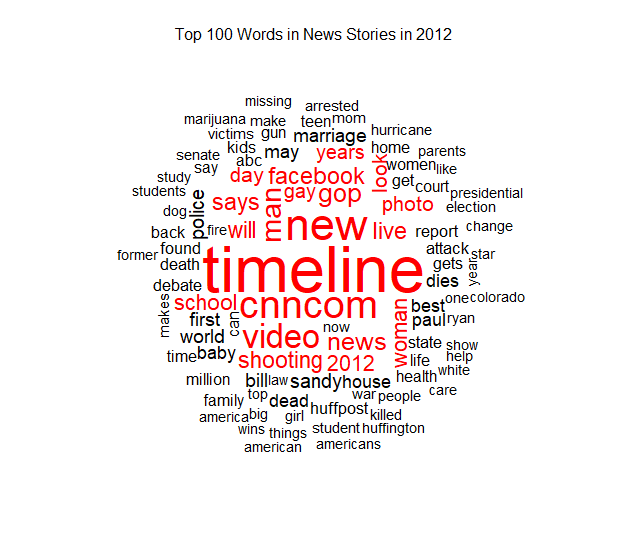 Top 100 Words in News Stories in 2012
missing
arrested
marijuana make teen mom
victims gun marriage hurricane
kids may years home parents
senate abc look women
say day facebook get like
study
students police says man gay gop photo court presidential
dog election
back fire will new live report change
found attack star
former timeline gets year
death dies
debate
makes school cnncom best one colorado
first can now woman paul ryan
world video news state show
time baby shooting 2012 life help
million bill law sandy house health white
family top dead war people care
america big girl huffpost killed
wins things student huffington
american americans